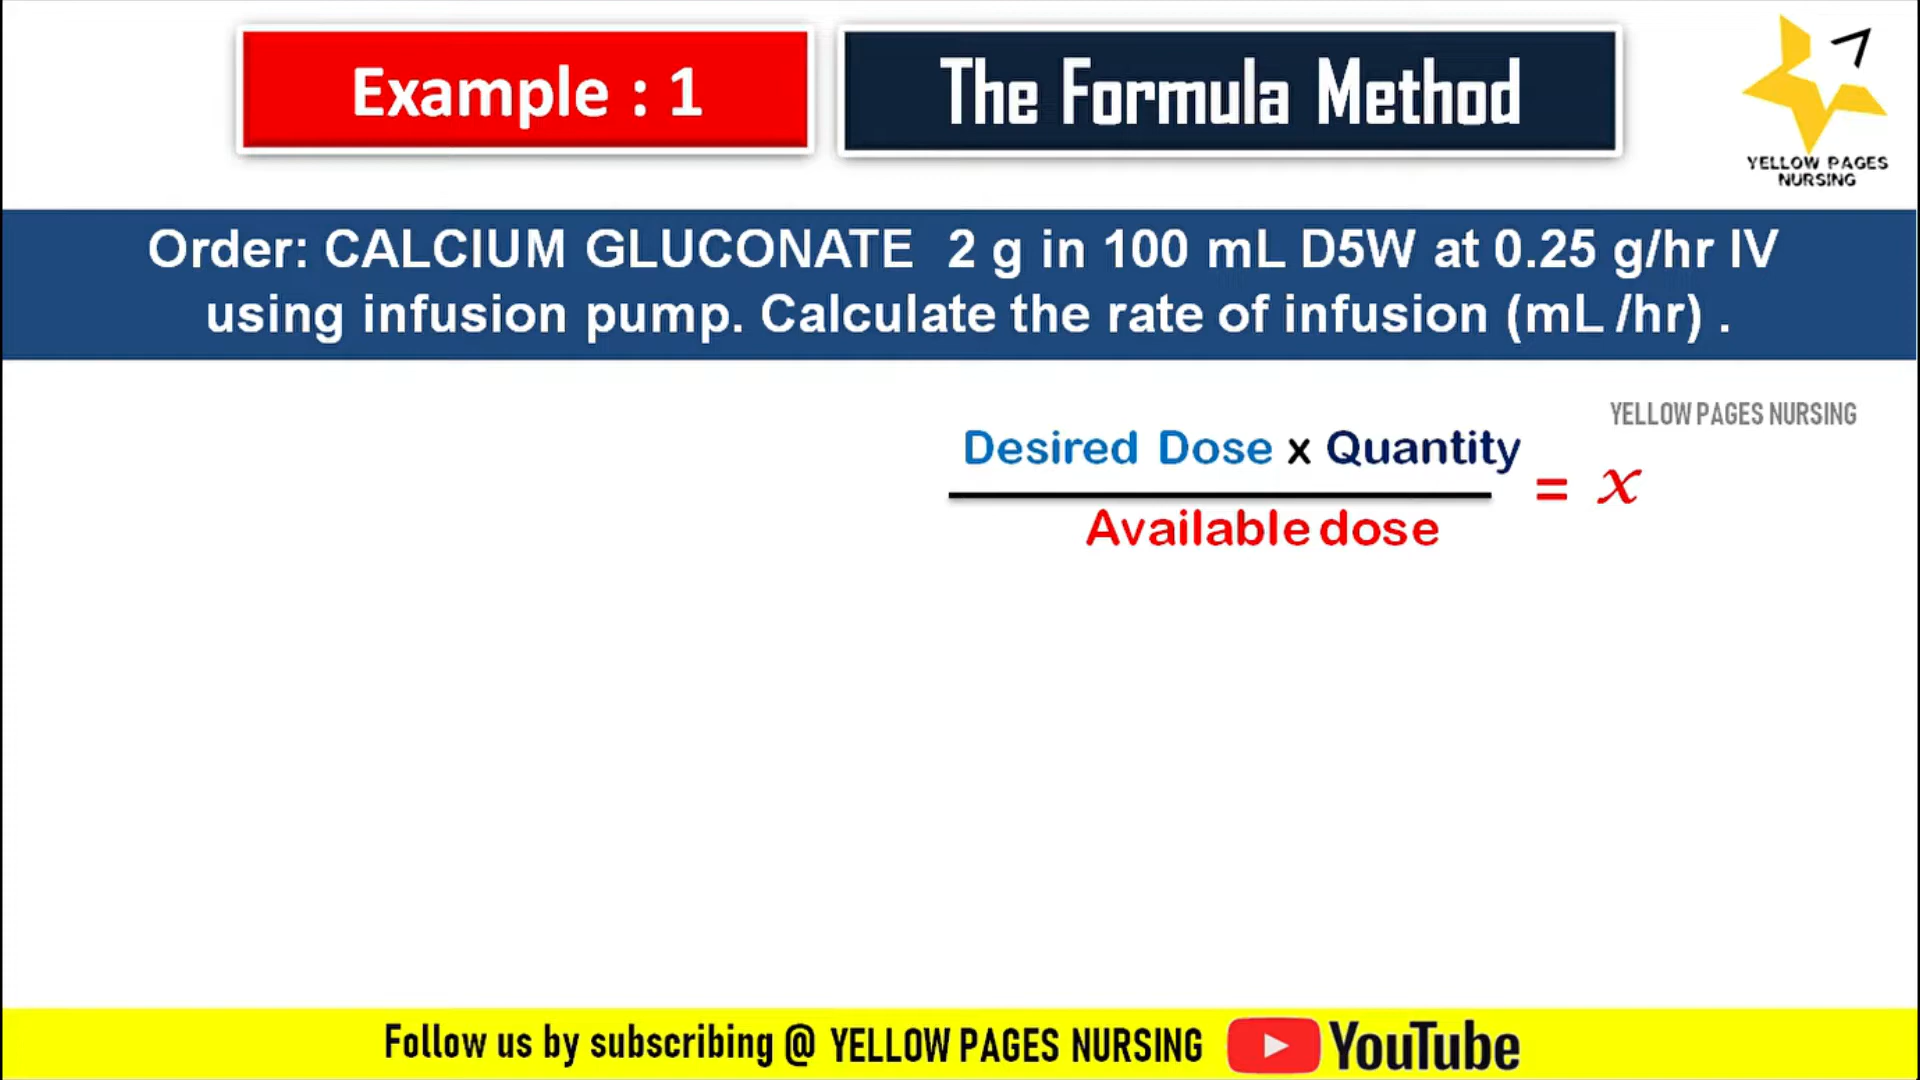 Example : 1
The Formula Method
YELLOW PAGES
NURSING
Order: CALCIUM GLUCONATE 2 g in 100 mL D5W at 0.25 g/hr IV
using infusion pump. Calculate the rate of infusion (mL /hr) .
YELLOW PAGES NURSING
Desired Dose x Quantity
= x
Available dose
Follow us by subscribing @ YELLOW PAGES NURSING YouTube